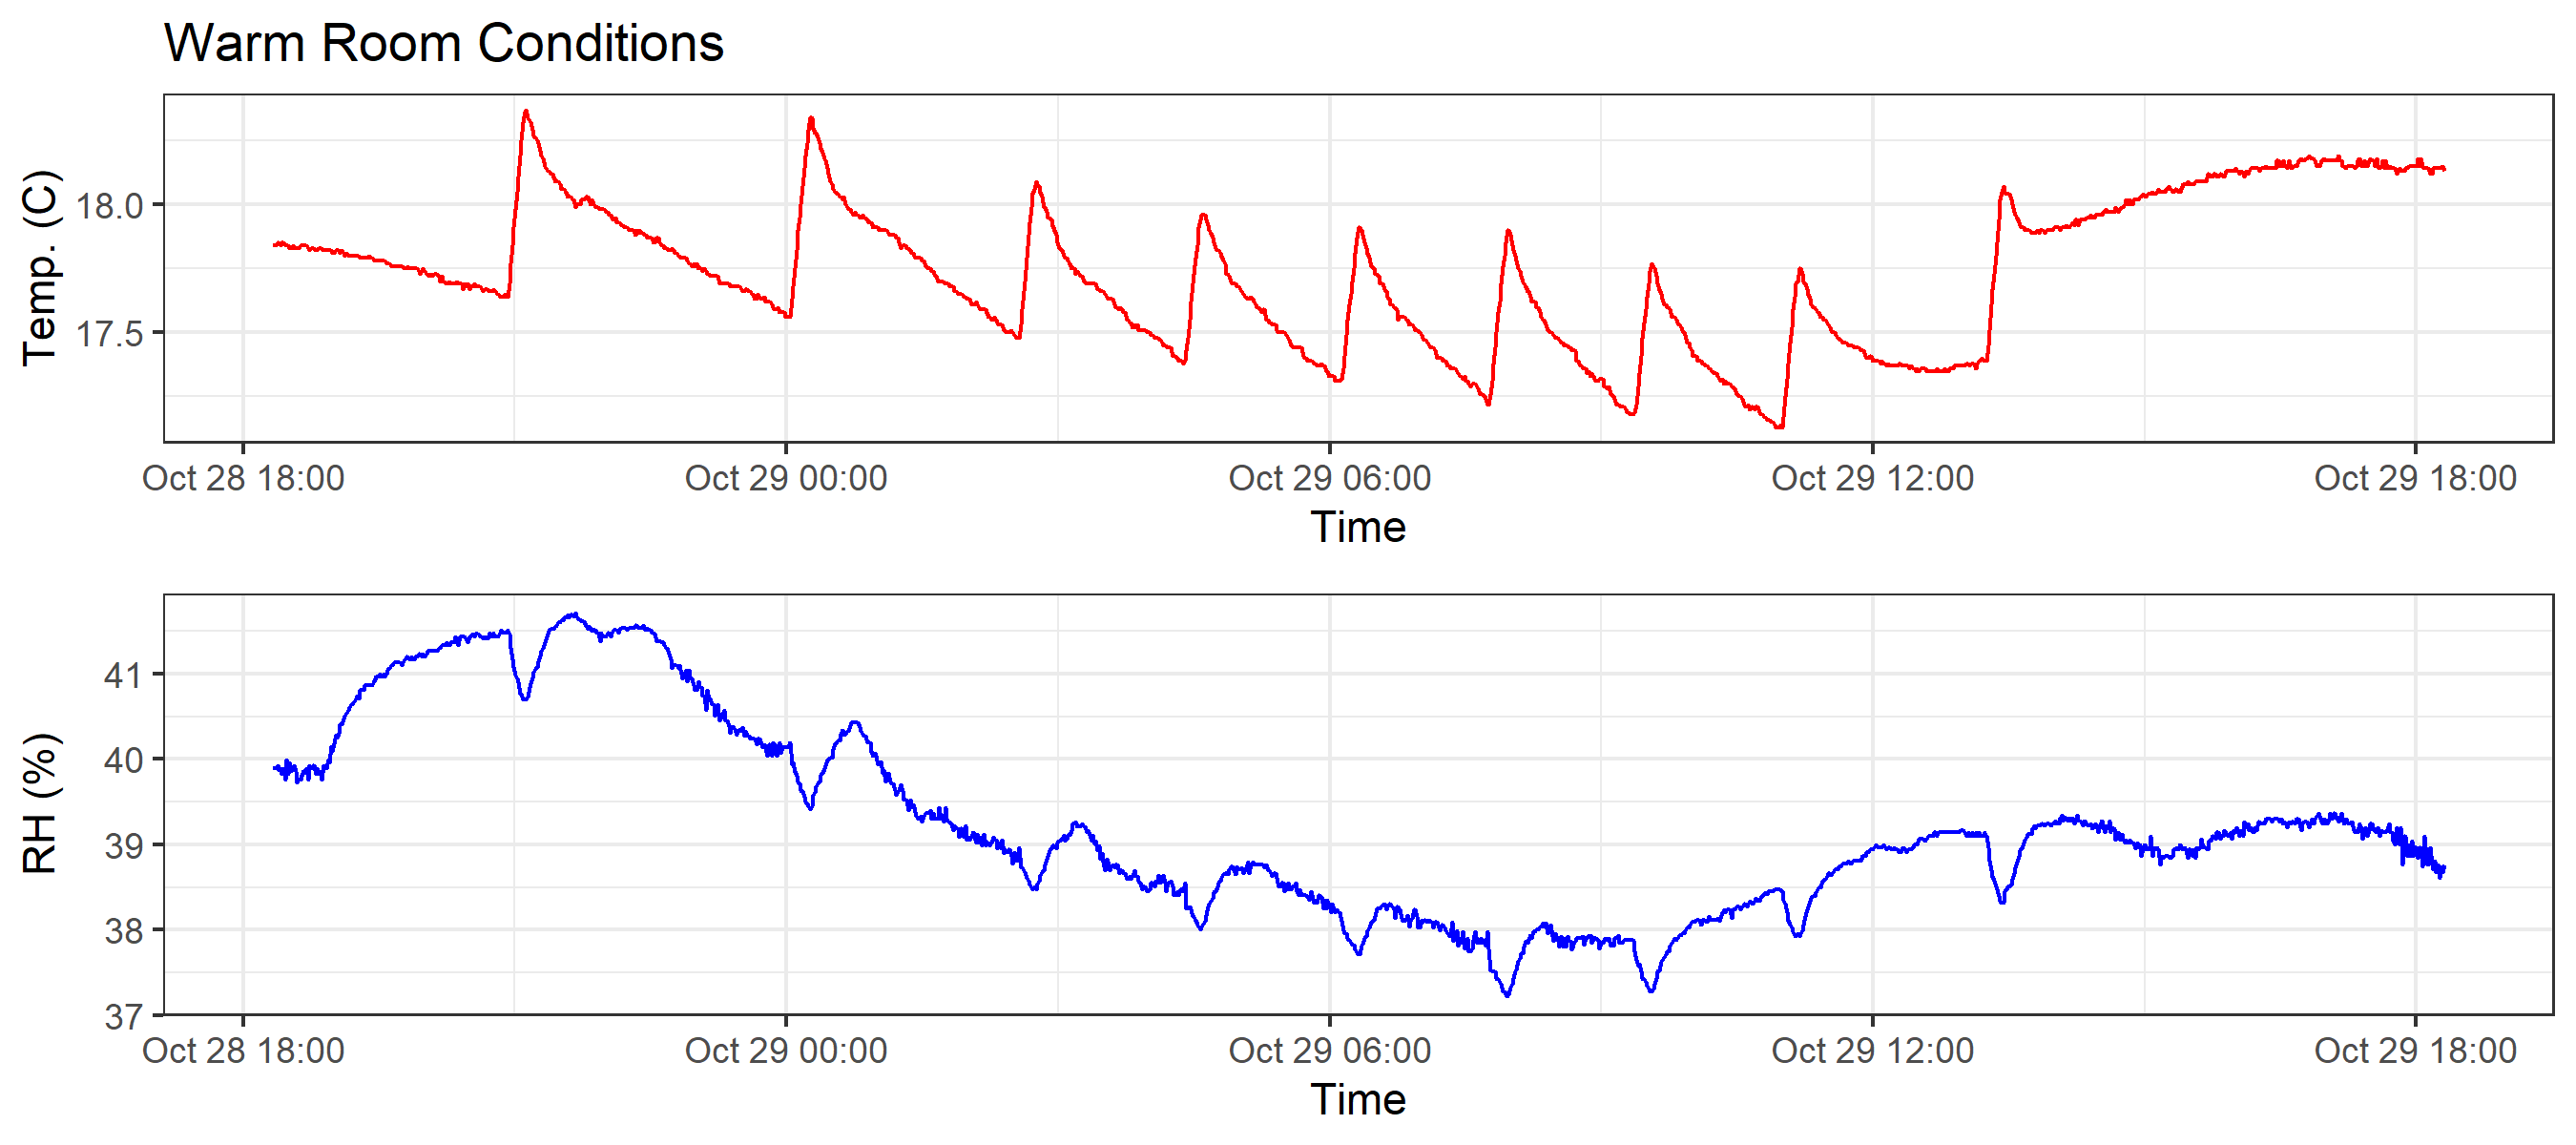 Warm Room Conditions
Temp. (C)
18.0
17.5
Oct 28 18:00 Oct 29 00:00 Oct 29 06:00 Oct 29 12:00 Oct 29 18:00
Time
RH (%)
41
40
39
38
37
Oct 28 18:00 Oct 29 00:00 Oct 29 06:00 Oct 29 12:00 Oct 29 18:00
Time